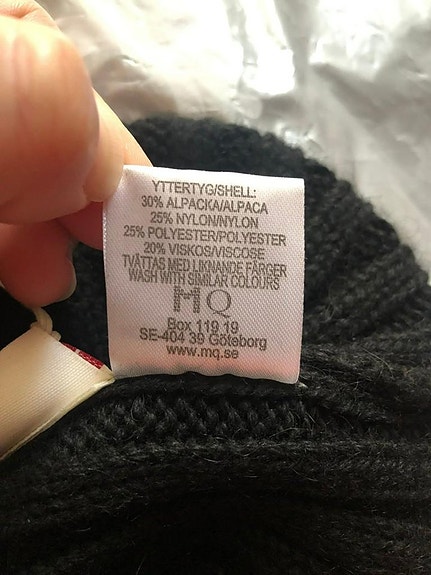 YTTERTYG/SHELL:
30% ALPACKA/ALPACA
25% NYLON/NYLON
25% POLYESTER/POLYESTER
20% VISKOS/VISCOSE
TVÄTTAS MED LIKNANDE FÄRGER
WASH WITH SIMILAR COLOURS
MQ
Box 119 19
SE-404 39 Göteborg
www.mq.se